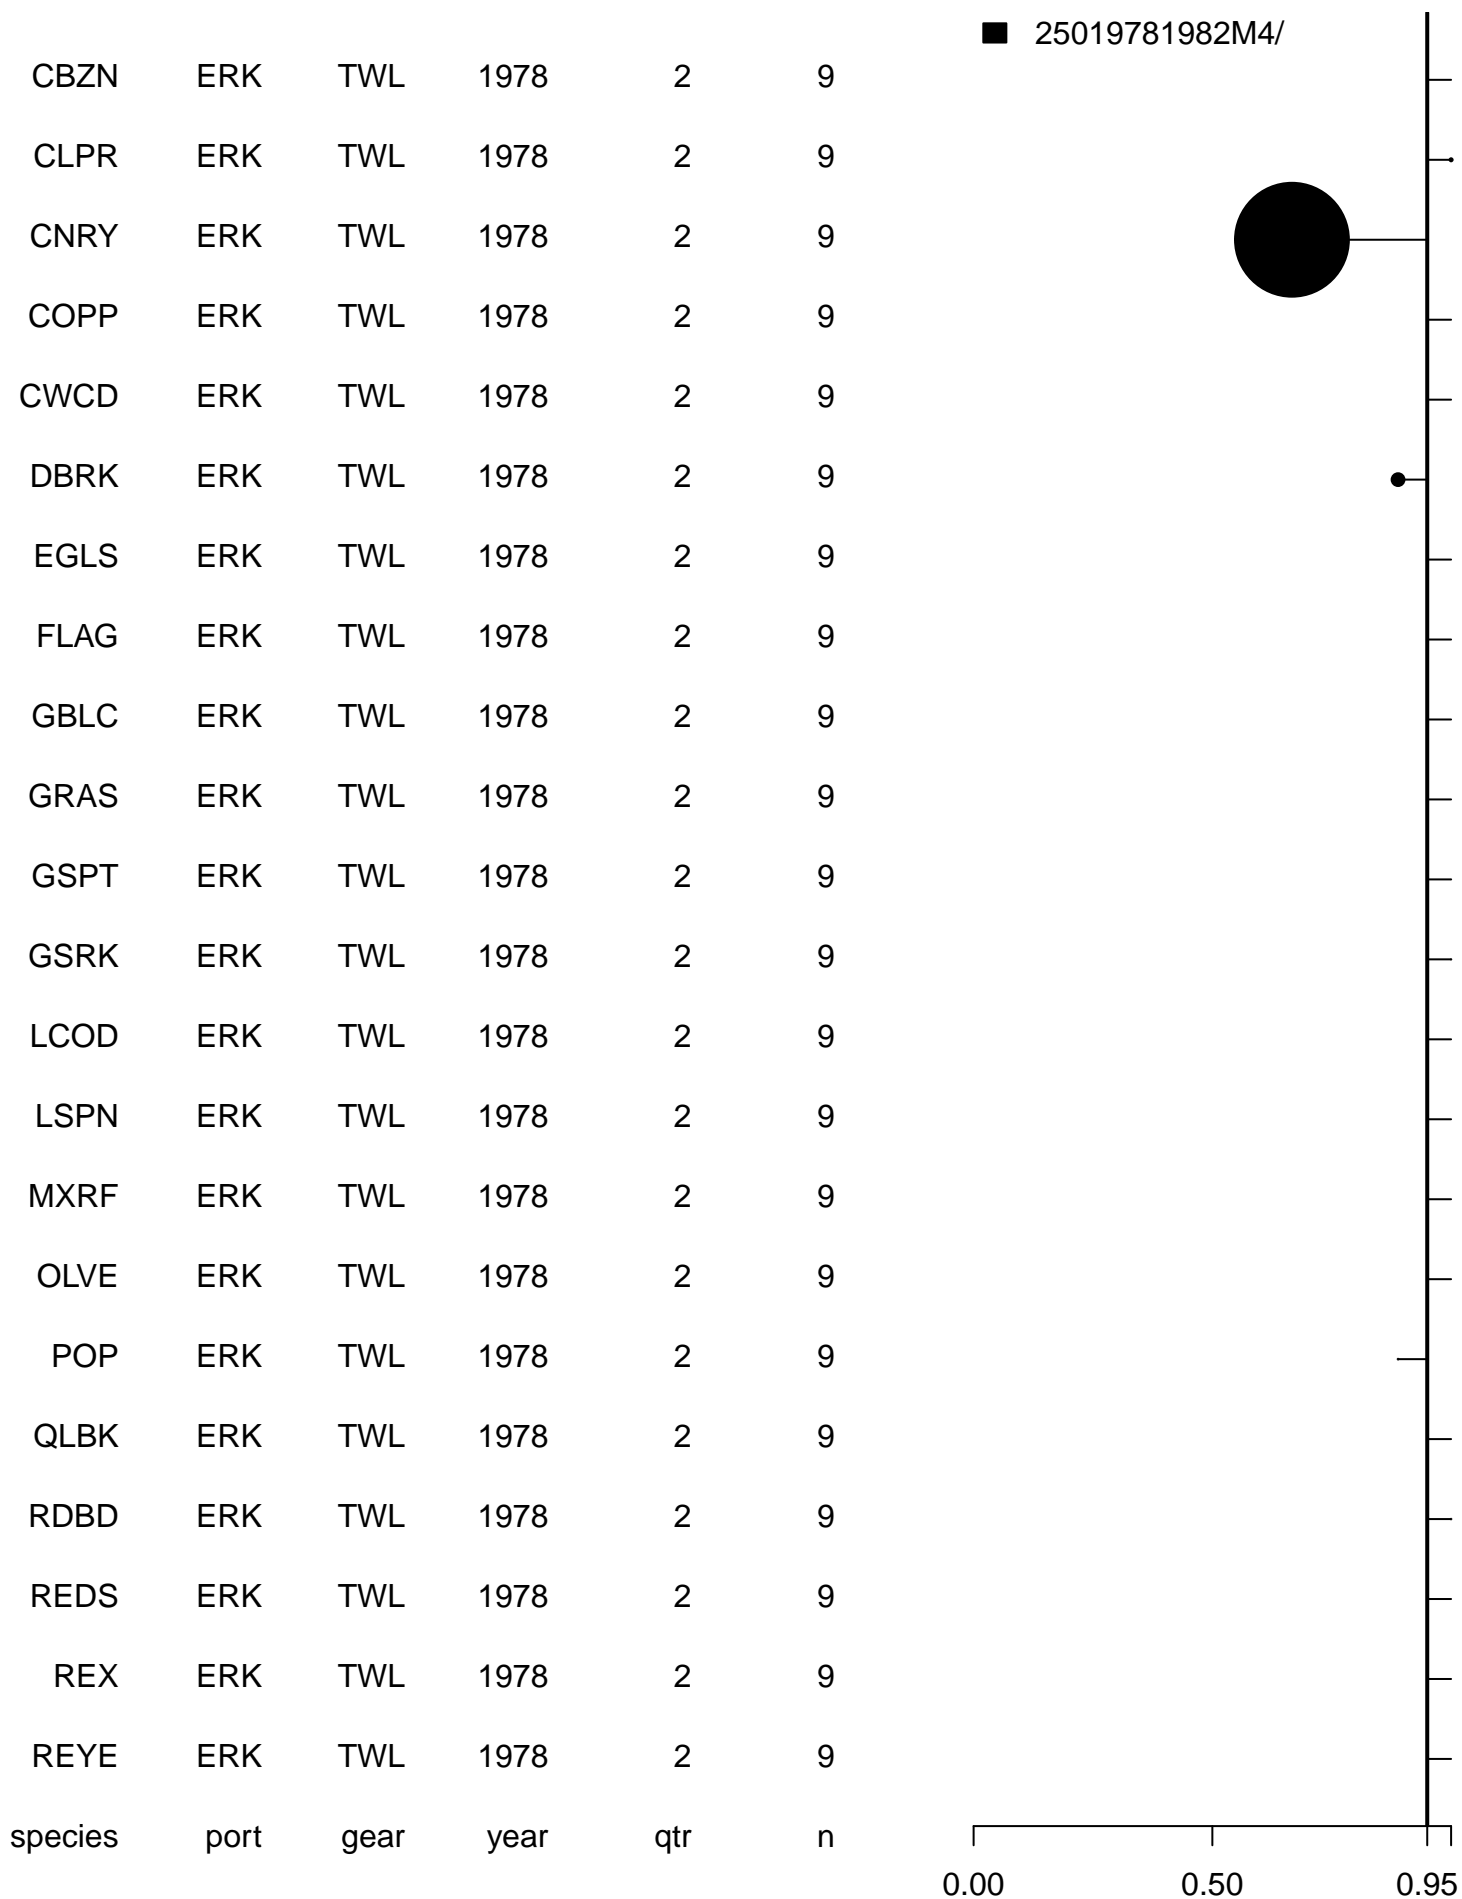 25019781982M4/
CBZN ERK TWL 1978 2 9
CLPR ERK TWL 1978 2 9
CNRY ERK TWL 1978 2 9
COPP ERK TWL 1978 2 9
CWCD ERK TWL 1978 2 9
DBRK ERK TWL 1978 2 9
EGLS ERK TWL 1978 2 9
FLAG ERK TWL 1978 2 9
GBLC ERK TWL 1978 2 9
GRAS ERK TWL 1978 2 9
GSPT ERK TWL 1978 2 9
GSRK ERK TWL 1978 2 9
LCOD ERK TWL 1978 2 9
LSPN ERK TWL 1978 2 9
MXRF ERK TWL 1978 2 9
OLVE ERK TWL 1978 2 9
POP ERK TWL 1978 2 9
QLBK ERK TWL 1978 2 9
RDBD ERK TWL 1978 2 9
REDS ERK TWL 1978 2 9
REX ERK TWL 1978 2 9
REYE ERK TWL 1978 2 9
species port gear year qtr n
0.00 0.50 0.95